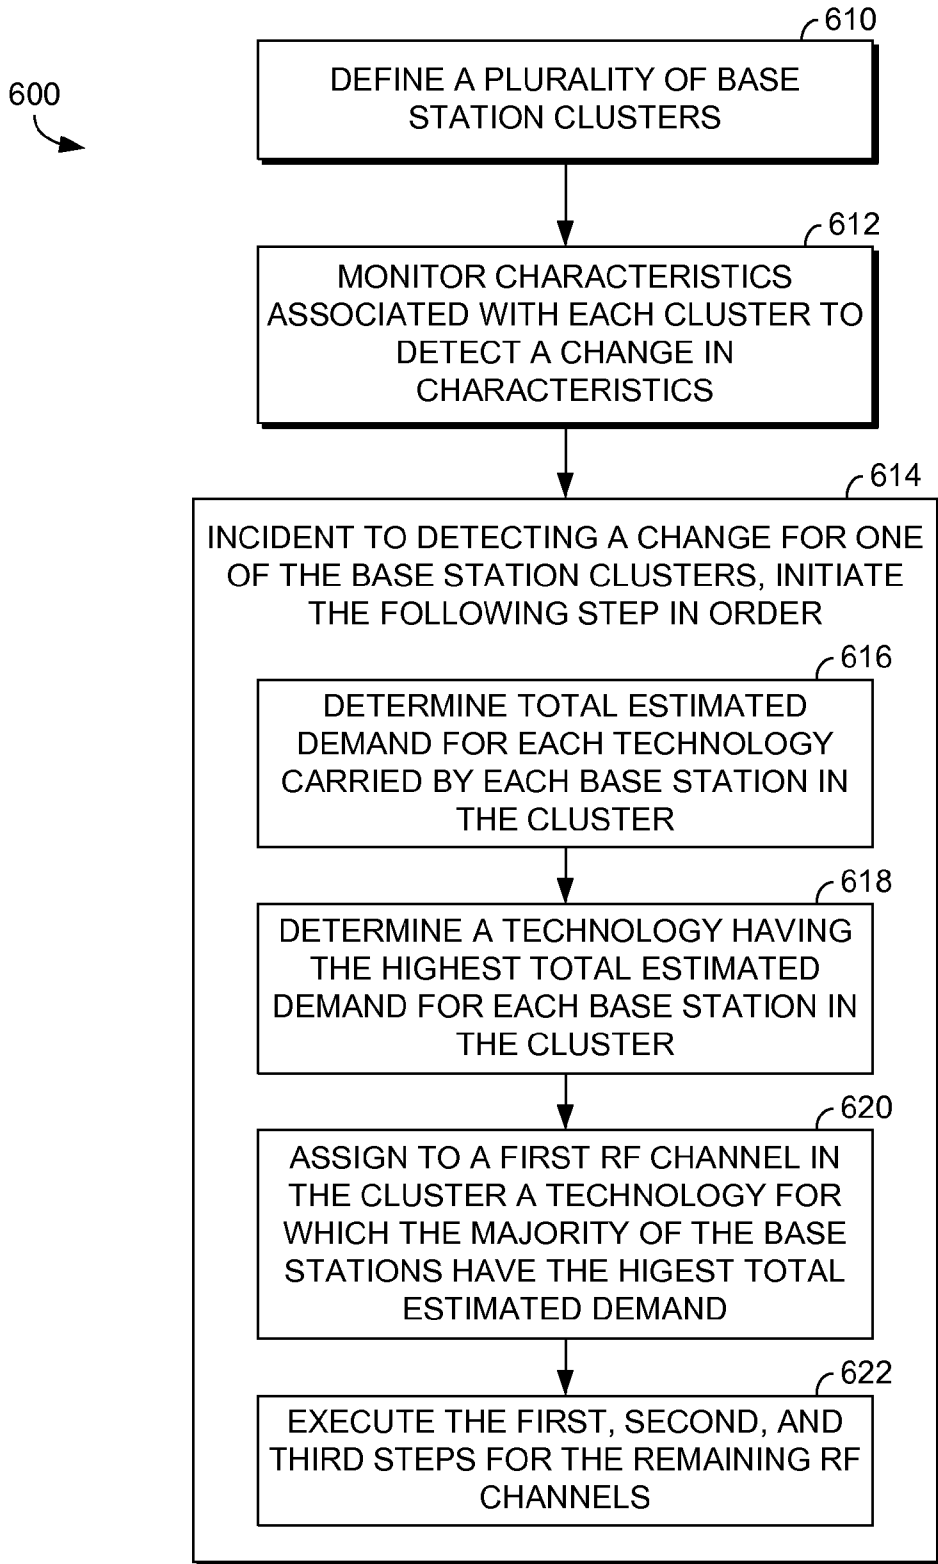 610
600
DEFINE A PLURALITY OF BASE
STATION CLUSTERS
612
MONITOR CHARACTERISTICS
ASSOCIATED WITH EACH CLUSTER TO
DETECT A CHANGE IN
CHARACTERISTICS
614
INCIDENT TO DETECTING A CHANGE FOR ONE
OF THE BASE STATION CLUSTERS, INITIATE
THE FOLLOWING STEP IN ORDER
616
DETERMINE TOTAL ESTIMATED
DEMAND FOR EACH TECHNOLOGY
CARRIED BY EACH BASE STATION IN
THE CLUSTER
618
DETERMINE A TECHNOLOGY HAVING
THE HIGHEST TOTAL ESTIMATED
DEMAND FOR EACH BASE STATION IN
THE CLUSTER
620
ASSIGN TO A FIRST RF CHANNEL IN
THE CLUSTER A TECHNOLOGY FOR
WHICH THE MAJORITY OF THE BASE
STATIONS HAVE THE HIGEST TOTAL
ESTIMATED DEMAND
622
EXECUTE THE FIRST, SECOND, AND
THIRD STEPS FOR THE REMAINING RF
CHANNELS